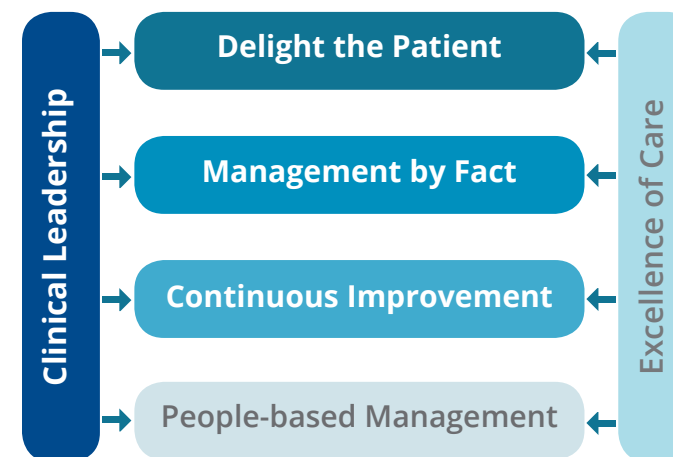 Clinical Leadership
Delight the Patient
Management by Fact
Continuous Improvement
People-based Management
Excellence of Care